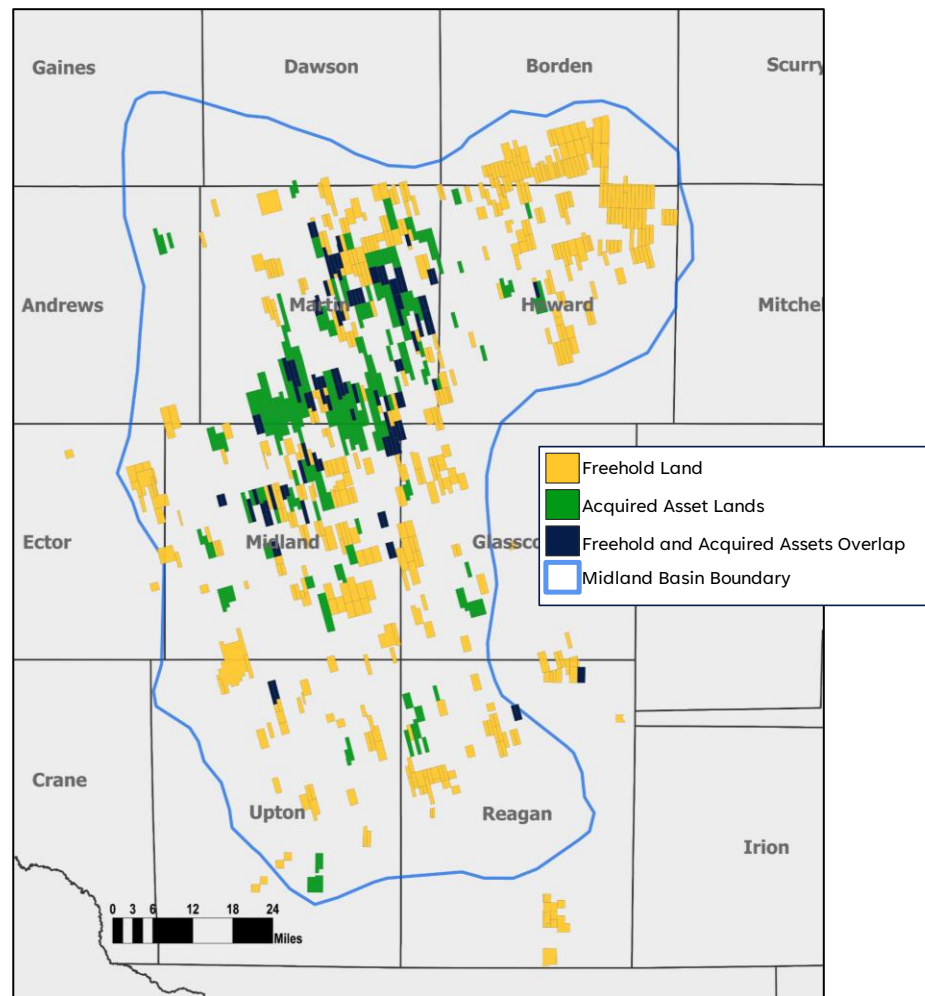 Gaines
Dawson
Borden
Scurry
Andrews
Martin
Howard
Mitchel
Freehold Land
Acquired Asset Lands
Freehold and Acquired Assets Overlap
Midland Basin Boundary
Ector
Midland
Glassco
Crane
Upton
Reagan
Irion
0 3 6 12 18 24
Miles